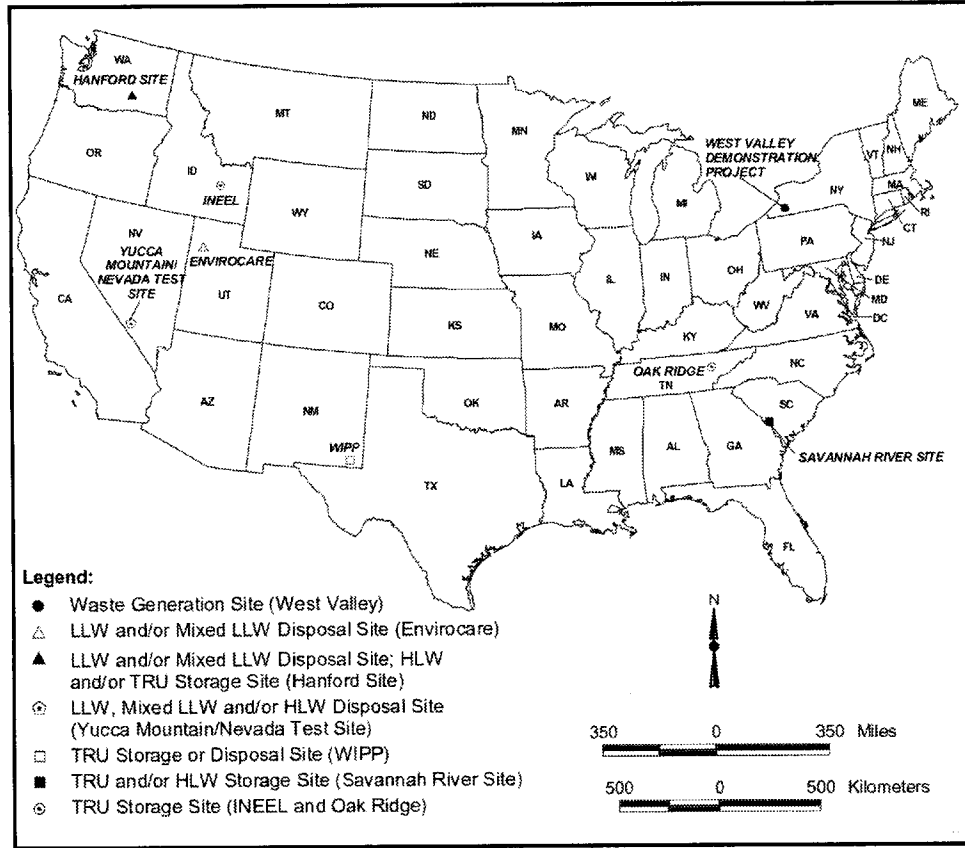 WA
HANFORD SITE
MT
ND
MN
ME
OR
ID
INEEL
WEST VALLEY
DEMONSTRATION
PROJECT
VT
NH
SD
WI
NY
MA
WY
MI
RI
CT
NV
YUCCA
MOUNTAIN/
NEVADA TEST
SITE
ENVIROCARE
IA
NE
PA
NJ
OH
IL
IN
DE
MD
DC
CA
UT
CO
WV
VA
KS
MO
KY
OAK RIDGE
TN
NC
AZ
NM
OK
AR
SC
WIPP
MS
AL
GA
SAVANNAH RIVER SITE
TX
LA
FL
Legend:
Waste Generation Site (West Valley)
LLW and/or Mixed LLW Disposal Site (Envirocare)
LLW and/or Mixed LLW Disposal Site; HLW
and/or TRU Storage Site (Hanford Site)
LLW, Mixed LLW and/or HLW Disposal Site
(Yucca Mountain/Nevada Test Site)
TRU Storage or Disposal Site (WIPP)
TRU and/or HLW Storage Site (Savannah River Site)
TRU Storage Site (INEEL and Oak Ridge)
N
350 0 350 Miles
500 0 500 Kilometers